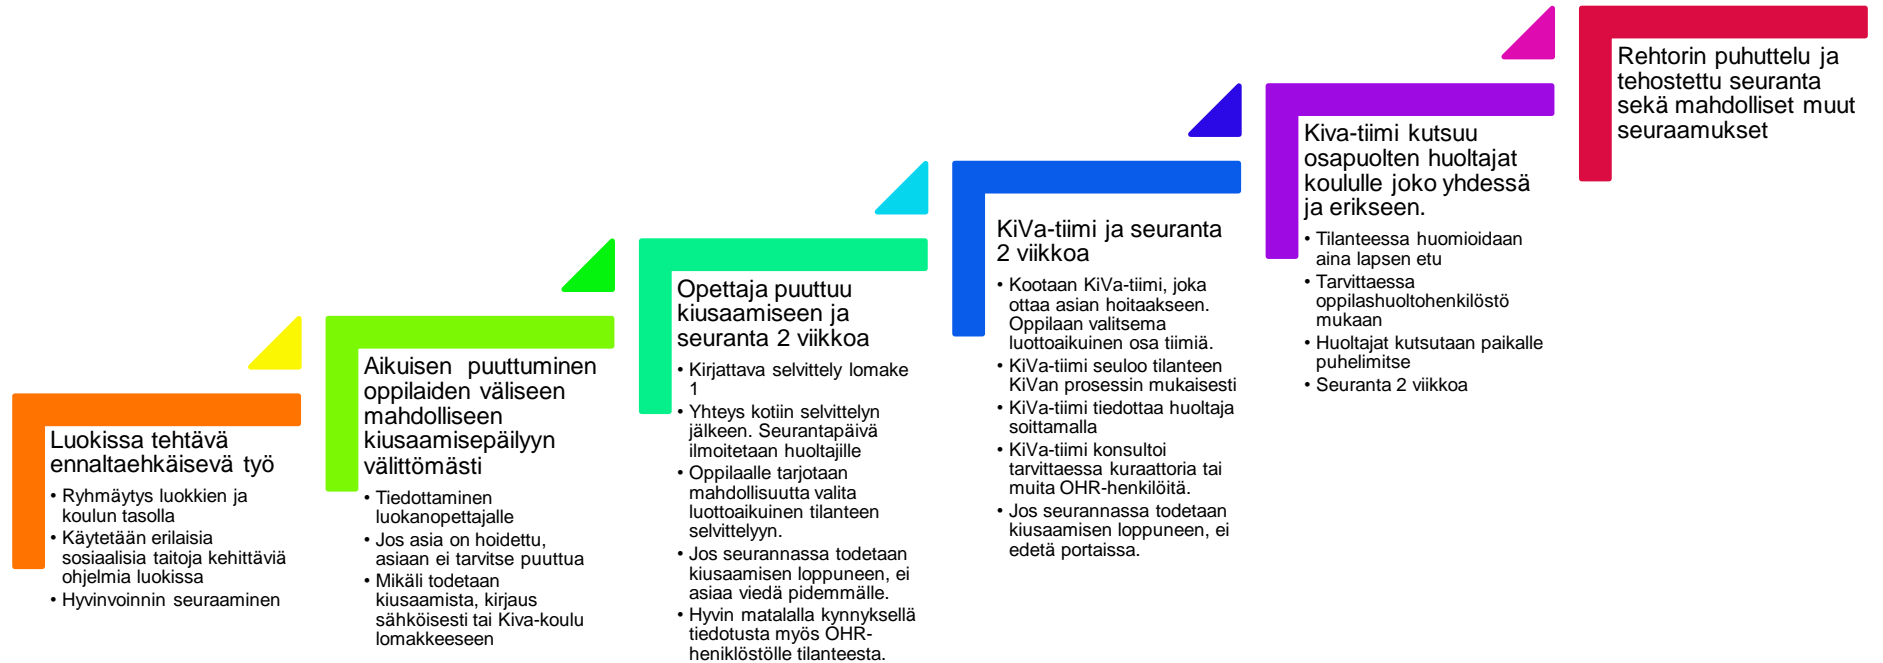 Luokissa tehtävä
ennaltaehkäisevä työ
• Ryhmäytys luokkien ja
koulun tasolla
• Käytetään erilaisia
sosiaalisia taitoja kehittäviä
ohjelmia luokissa
• Hyvinvoinnin seuraaminen
Aikuisen puuttuminen
oppilaiden väliseen
mahdolliseen
kiusaamisepäilyyn
välittömästi
• Tiedottaminen
luokanopettajalle
• Jos asia on hoidettu,
asiaan ei tarvitse puuttua
• Mikäli todetaan
kiusaamista, kirjaus
sähköisesti tai Kiva-koulu
lomakkeeseen
Opettaja puuttuu
kiusaamiseen ja
seuranta 2 viikkoa
• Kirjattava selvittely lomake
1
• Yhteys kotiin selvittelyn
jälkeen. Seurantapäivä
ilmoitetaan huoltajille
• Oppilaalle tarjotaan
mahdollisuutta valita
luottoaikuinen tilanteen
selvittelyyn.
• Jos seurannassa todetaan
kiusaamisen loppuneen, ei
asiaa viedä pidemmälle.
• Hyvin matalalla kynnyksellä
tiedotusta myös OHR-
heniklöstölle tilanteesta.
KiVa-tiimi ja seuranta
2 viikkoa
• Kootaan KiVa-tiimi, joka
ottaa asian hoitaakseen.
Oppilaan valitsema
luottoaikuinen osa tiimiä.
• KiVa-tiimi seuloo tilanteen
KiVan prosessin mukaisesti
• KiVa-tiimi tiedottaa huoltaja
soittamalla
• KiVa-tiimi konsultoi
tarvittaessa kuraattoria tai
muita OHR-henkilöitä.
• Jos seurannassa todetaan
kiusaamisen loppuneen, ei
edetä portaissa.
Kiva-tiimi kutsuu
osapuolten huoltajat
koululle joko yhdessä
ja erikseen.
• Tilanteessa huomioidaan
aina lapsen etu
• Tarvittaessa
oppilashuoltohenkilöstö
mukaan
• Huoltajat kutsutaan paikalle
puhelimitse
• Seuranta 2 viikkoa
Rehtorin puhuttelu ja
tehostettu seuranta
sekä mahdolliset muut
seuraamukset